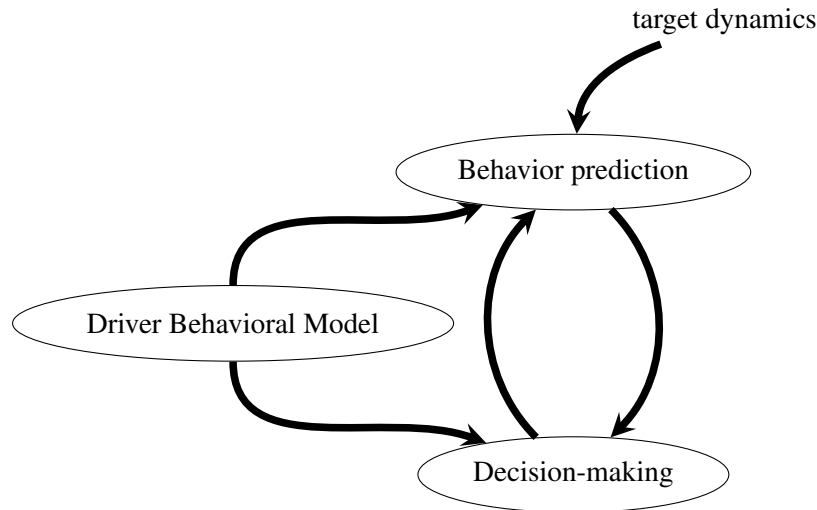 target dynamics
Behavior prediction
Driver Behavioral Model
Decision-making